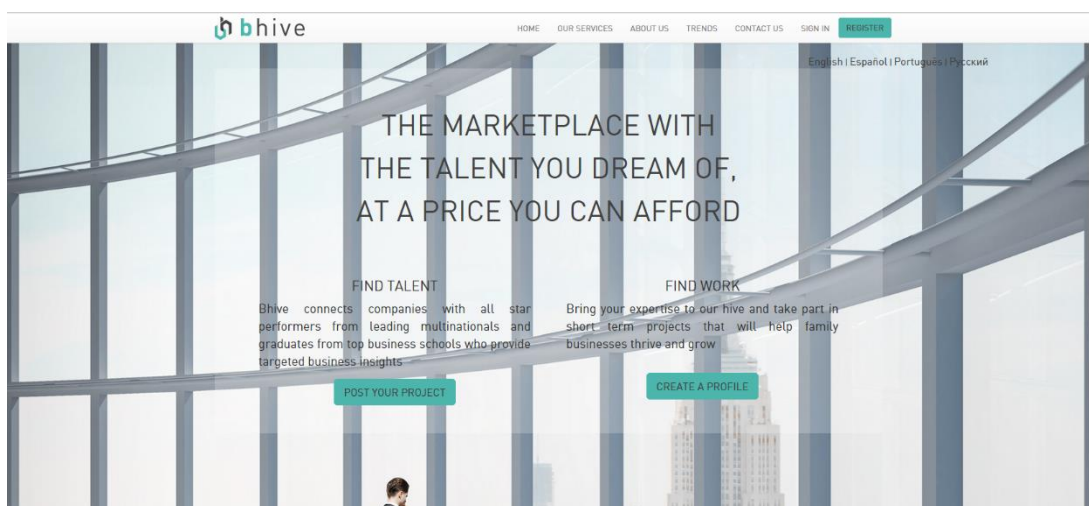 bhive
HOME OUR SERVICES ABOUT US TRENDS CONTACT US SIGN IN REGISTER
English | Español | Português | Русский
THE MARKETPLACE WITH
THE TALENT YOU DREAM OF,
AT A PRICE YOU CAN AFFORD
FIND TALENT
Bhive connects companies with all star
performers from leading multinationals and
graduates from top business schools who provide
targeted business insights
POST YOUR PROJECT
FIND WORK
Bring your expertise to our hive and take part in
short term projects that will help family
businesses thrive and grow
CREATE A PROFILE